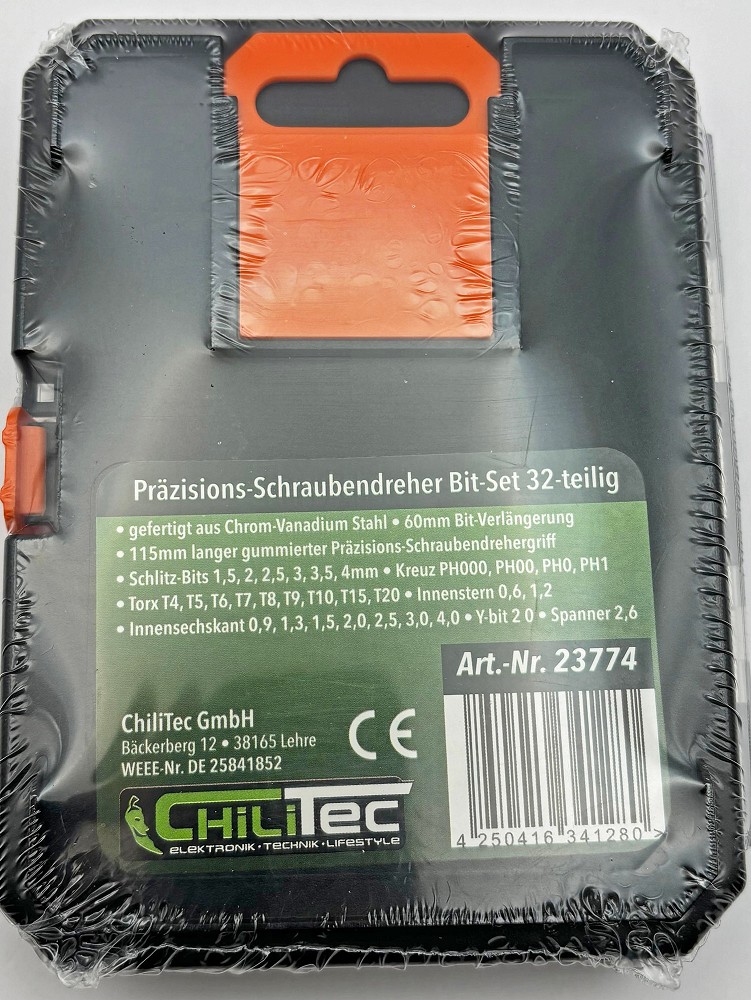 Präzisions-Schraubendreher Bit-Set 32-teilig
• gefertigt aus Chrom-Vanadium Stahl • 60mm Bit-Verlängerung
• 115mm langer gummierter Präzisions-Schraubendrehergriff
• Schlitz-Bits 1,5, 2, 2,5, 3, 3,5, 4mm • Kreuz PH000, PH00, PH0, PH1
• Torx T4, T5, T6, T7, T8, T9, T10, T15, T20 • Innenstern 0,6, 1,2
• Innensechskant 0,9, 1,3, 1,5, 2,0, 2,5, 3,0, 4,0 • Y-bit 2 0 • Spanner 2,6
Art.-Nr. 23774
ChiliTec GmbH
Bäckerberg 12 • 38165 Lehre
WEEE-Nr. DE 25841852
CE
CHiLiTEC
ELEKTRONIK • TECHNIK • LIFESTYLE
4 250416 341280 >